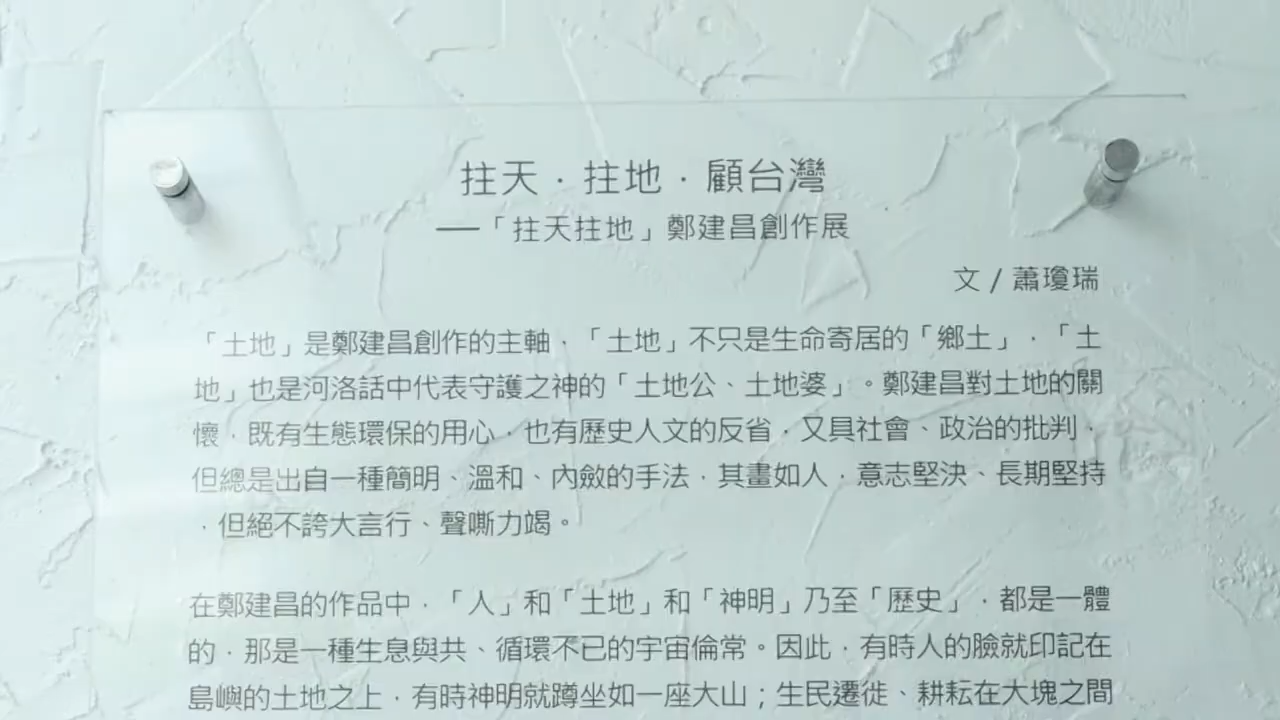 拄天．拄地．顧台灣
——「拄天拄地」鄭建昌創作展
文 / 蕭瓊瑞
「土地」是鄭建昌創作的主軸，「土地」不只是生命寄居的「鄉土」，「土
地」也是河洛話中代表守護之神的「土地公、土地婆」。鄭建昌對土地的關
懷，既有生態環保的用心，也有歷史人文的反省，又具社會、政治的批判，
但總是出自一種簡明、溫和、內斂的手法，其畫如人，意志堅決、長期堅持
，但絕不誇大言行、聲嘶力竭。
在鄭建昌的作品中，「人」和「土地」和「神明」乃至「歷史」，都是一體
的，那是一種生息與共、循環不已的宇宙倫常。因此，有時人的臉就印記在
島嶼的土地之上，有時神明就蹲坐如一座大山；生民遷徙、耕耘在大塊之間